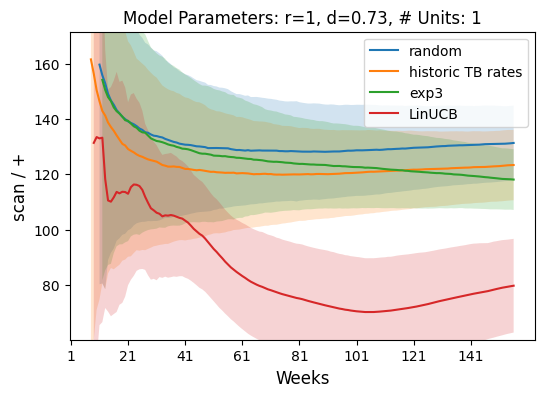 Model Parameters: r=1, d=0.73, # Units: 1
random
historic TB rates
exp3
LinUCB
scan / +
160
140
120
100
80
1 21 41 61 81 101 121 141
Weeks